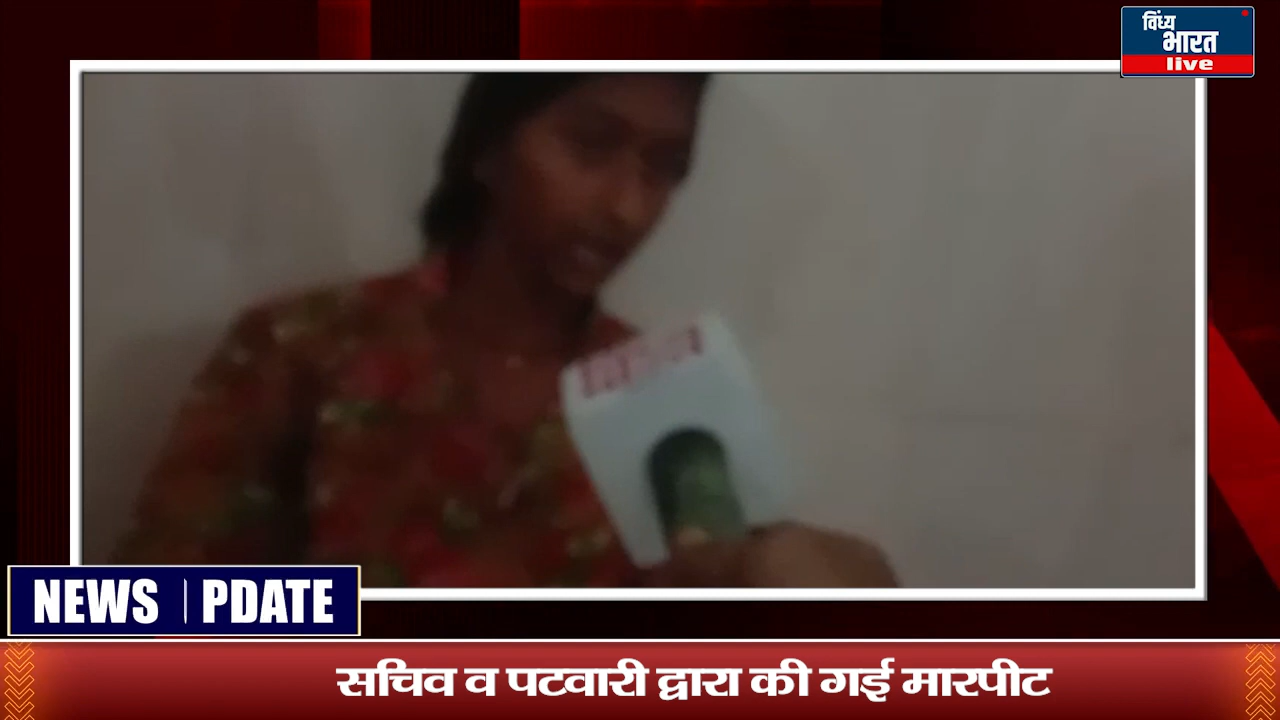 विंध्य
भारत
live
NEWS PDATE
सचिव व पटवारी द्वारा की गई मारपीट